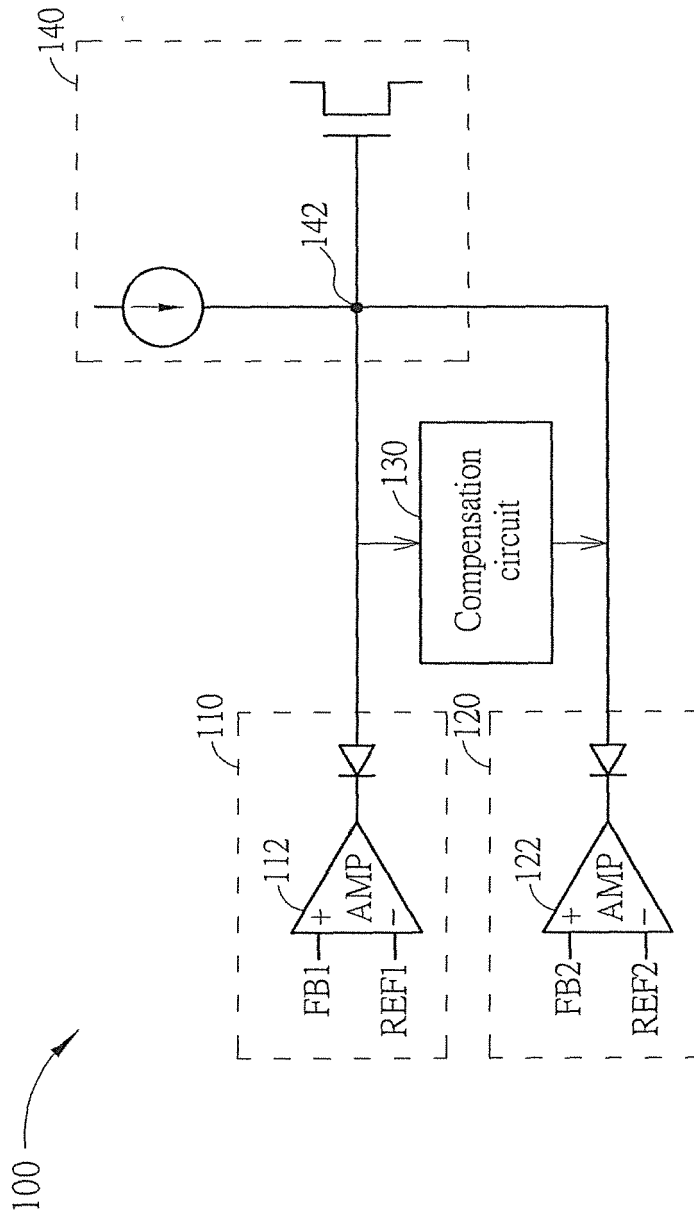 100
140
142
110
112
+
AMP
−
FB1
REF1
130
Compensation
circuit
120
122
+
AMP
−
FB2
REF2